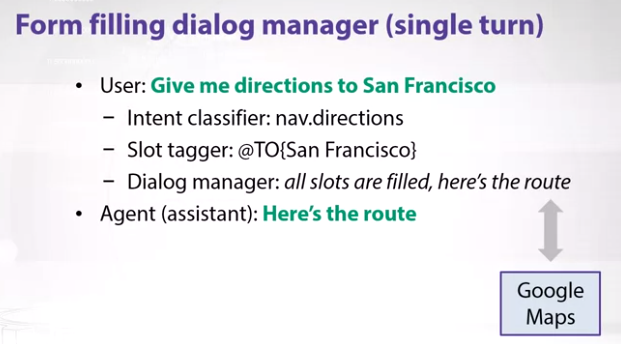 Form filling dialog manager (single turn)
• User: Give me directions to San Francisco
– Intent classifier: nav.directions
– Slot tagger: @TO{San Francisco}
– Dialog manager: all slots are filled, here's the route
• Agent (assistant): Here's the route
Google
Maps